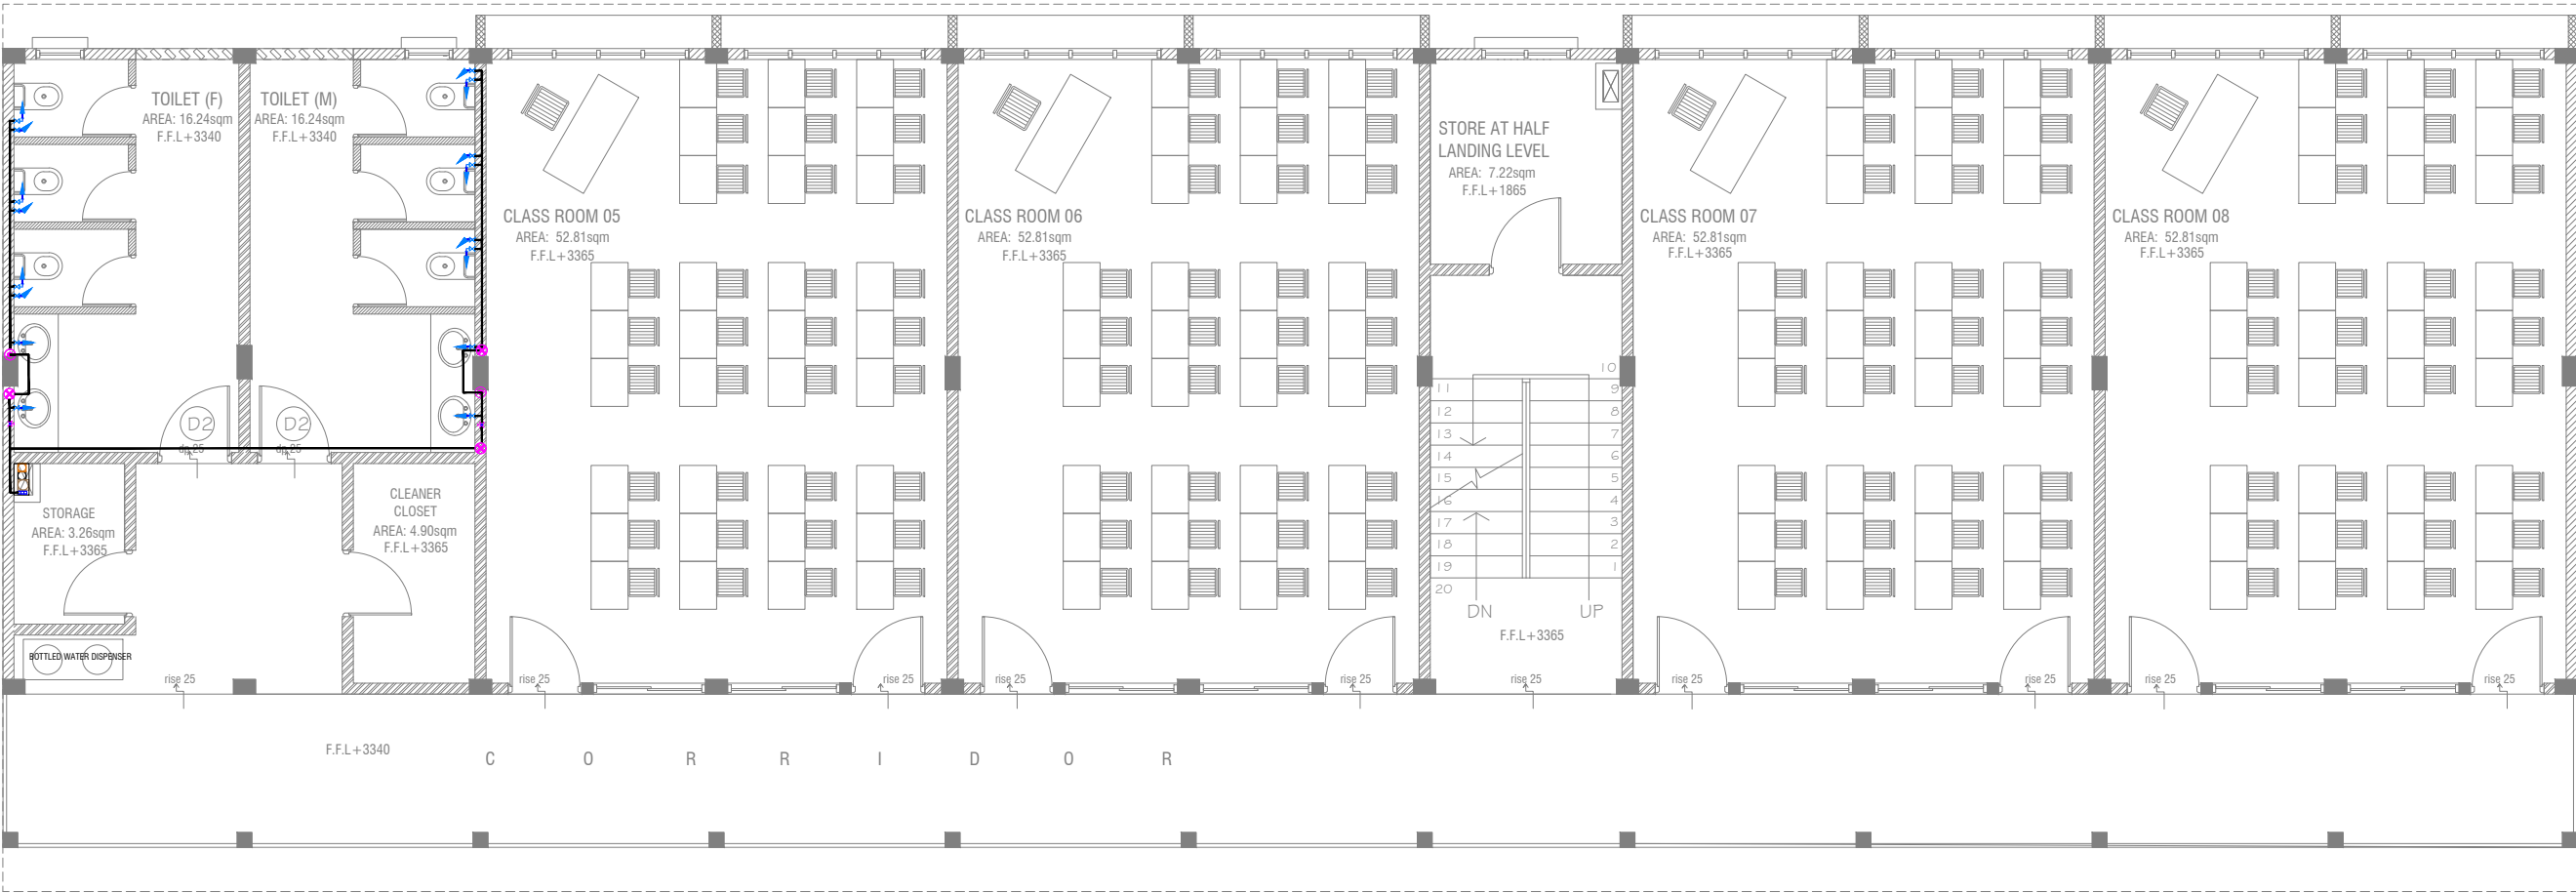 TOILET (F)
AREA: 16.24sqm
F.F.L+3340
TOILET (M)
AREA: 16.24sqm
F.F.L+3340
CLASS ROOM 05
AREA: 52.81sqm
F.F.L+3365
CLASS ROOM 06
AREA: 52.81sqm
F.F.L+3365
STORE AT HALF
LANDING LEVEL
AREA: 7.22sqm
F.F.L+1865
CLASS ROOM 07
AREA: 52.81sqm
F.F.L+3365
CLASS ROOM 08
AREA: 52.81sqm
F.F.L+3365
D2
dp 25
D2
dp 25
STORAGE
AREA: 3.26sqm
F.F.L+3365
CLEANER
CLOSET
AREA: 4.90sqm
F.F.L+3365
BOTTLED WATER DISPENSER
10
11
9
12
8
13
7
14
6
15
5
16
4
17
3
18
2
19
1
20
DN
UP
F.F.L+3365
rise 25
rise 25
rise 25
rise 25
rise 25
rise 25
rise 25
rise 25
rise 25
rise 25
F.F.L+3340
C O R R I D O R